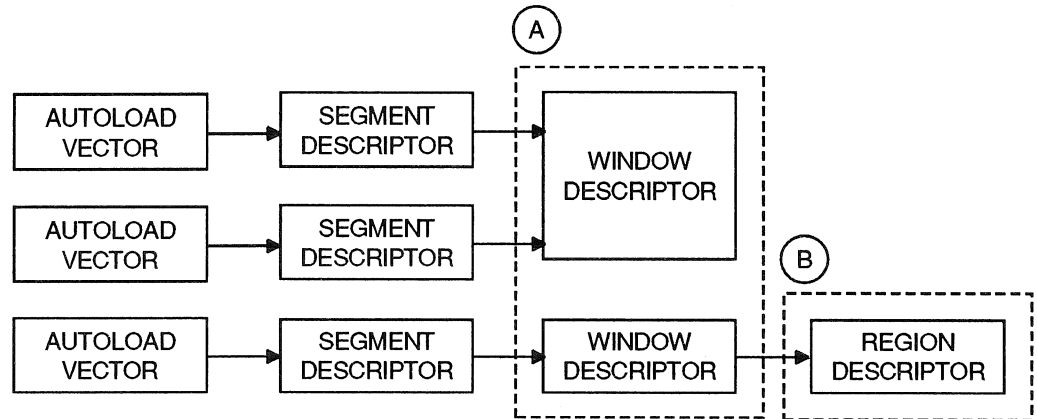 A
AUTOLOAD
VECTOR
SEGMENT
DESCRIPTOR
WINDOW
DESCRIPTOR
AUTOLOAD
VECTOR
SEGMENT
DESCRIPTOR
B
AUTOLOAD
VECTOR
SEGMENT
DESCRIPTOR
WINDOW
DESCRIPTOR
REGION
DESCRIPTOR